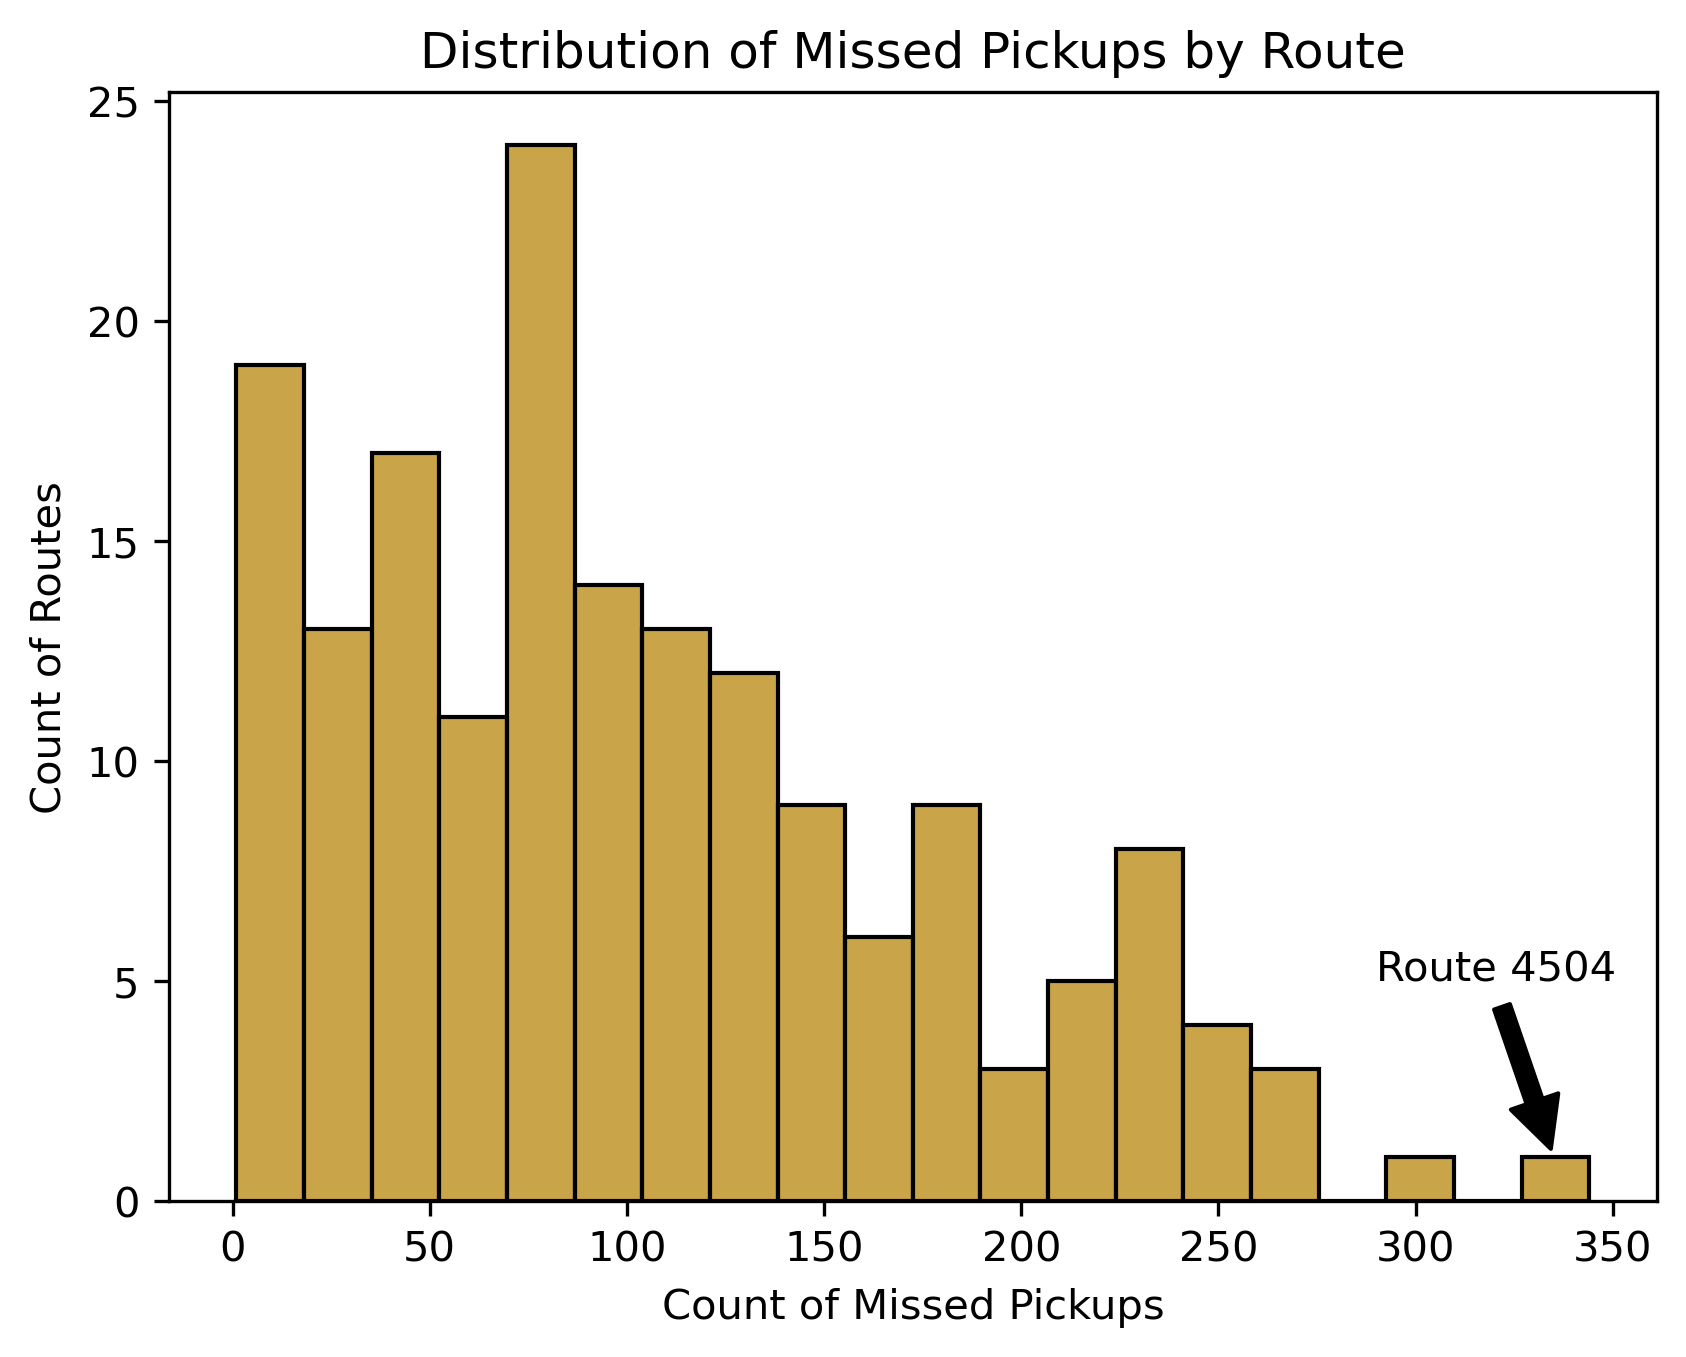 Distribution of Missed Pickups by Route
25
20
15
10
5
0
Count of Routes
Route 4504
0 50 100 150 200 250 300 350
Count of Missed Pickups